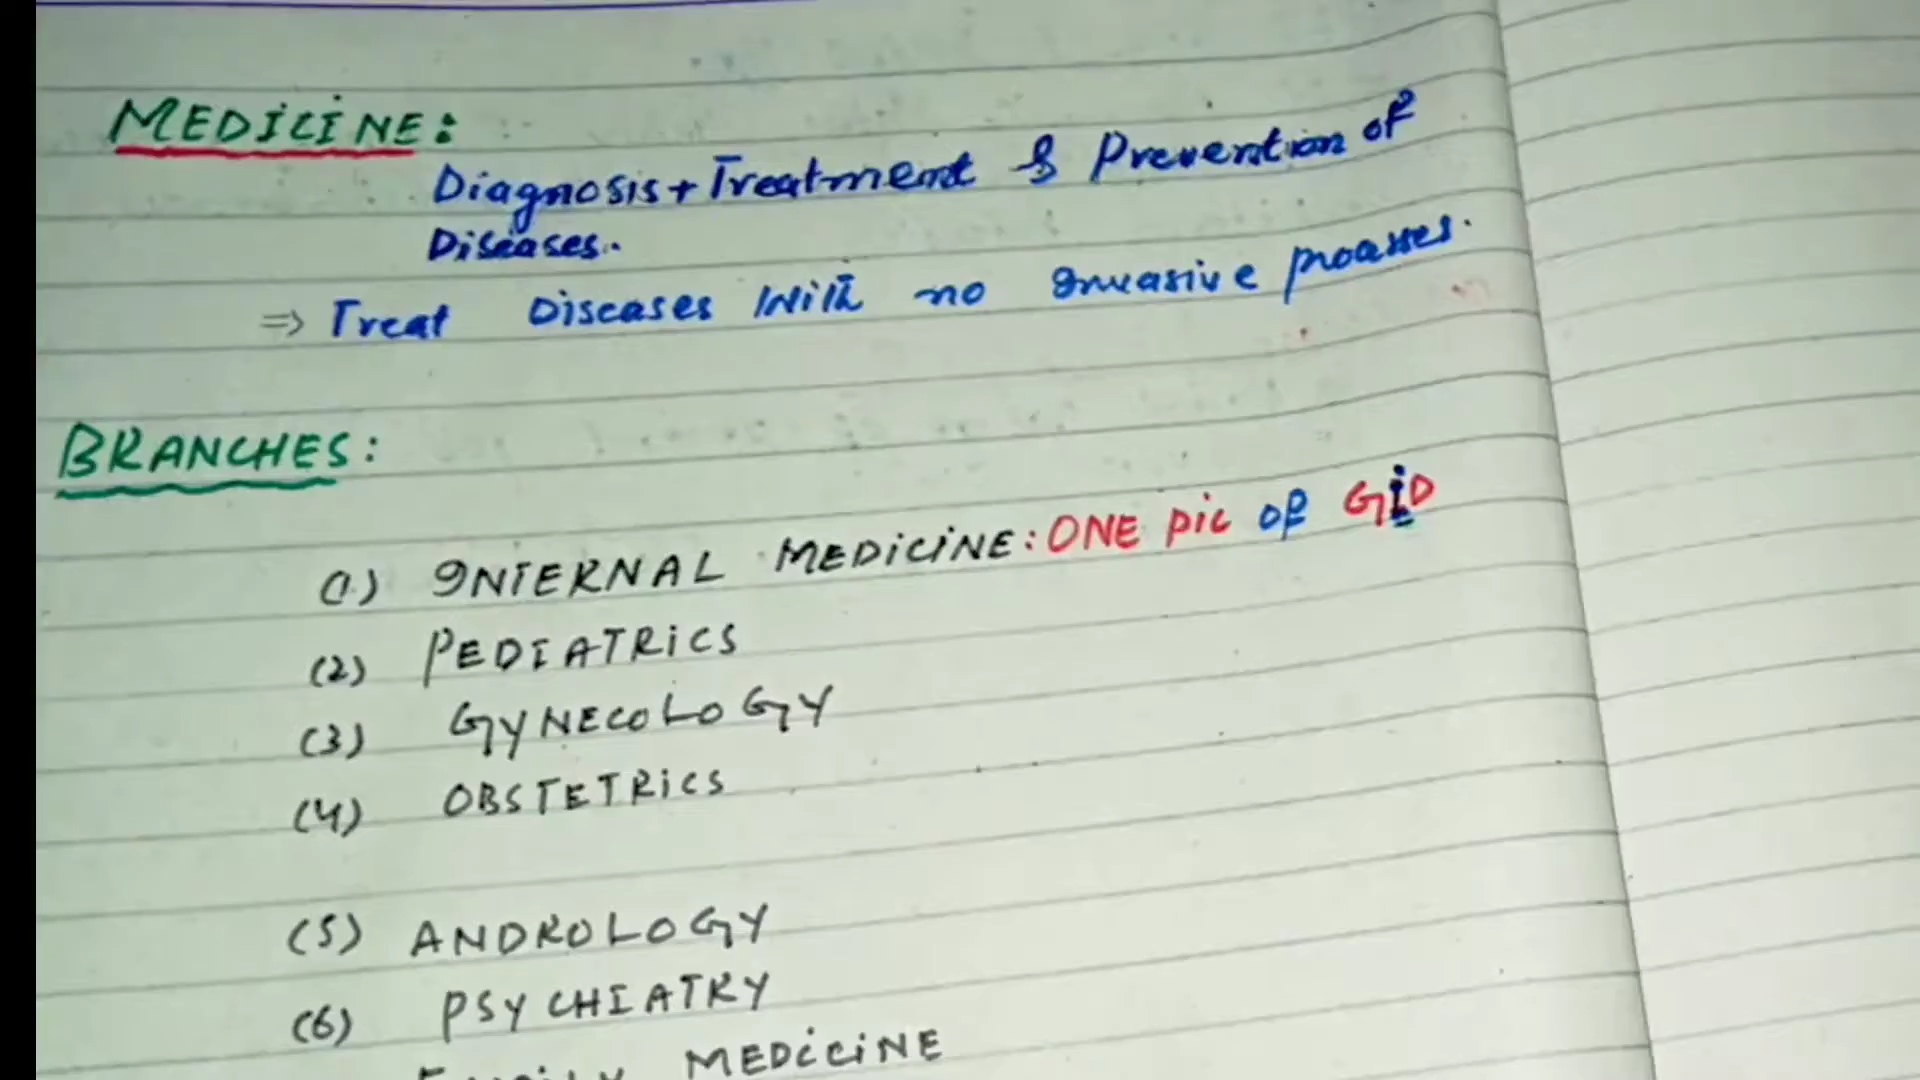 MEDICINE:
Diagnosis + Treatment & Prevention of
Diseases.
⇒ Treat Diseases With no Invasive
BRANCHES:
(1) INTERNAL MEDICINE: ONE pic of GiD
(2) PEDIATRICS
(3) GYNECOLOGY
(4) OBSTETRICS
(5) ANDROLOGY
(6) PSYCHIATRY
Family MEDICINE